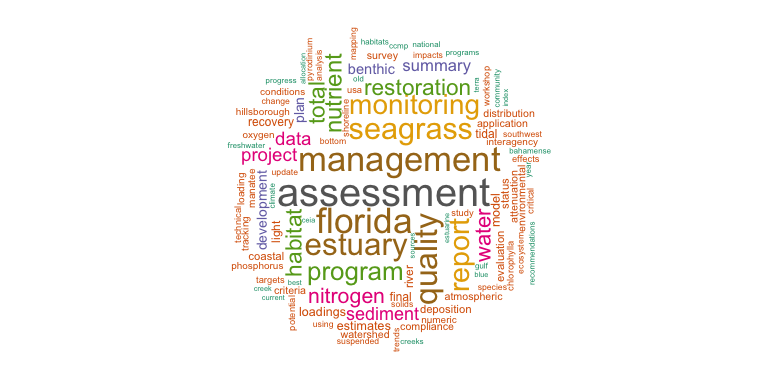 habitats
ccmp
national
mapping
pyrodinium
analysis
allocation
survey
impacts
programs
benthic
summary
progress
old
restoration
terra
workshop
community
index
conditions
usa
total
nutrient
change
plan
monitoring
hillsborough
shoreline
distribution
recovery
seagrass
application
oxygen
data
tidal
southwest
freshwater
bottom
interagency
project
management
bahamense
effects
update
year
loading
manatee
climate
assessment
status
attenuation
environmental
critical
model
technical
tracking
development
light
habitat
ceia
florida
quality
study
estuarine
report
water
coastal
estuary
sources
evaluation
chlorophylla
ecosystem
recommendations
phosphorus
program
river
gulf
blue
targets
best
creek
criteria
nitrogen
final
species
current
potential
solids
atmospheric
loadings
sediment
deposition
using
estimates
numeric
compliance
watershed
suspended
trends
creeks